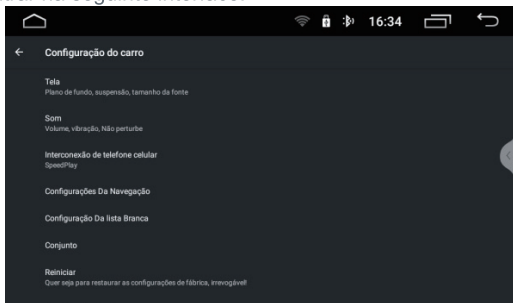 16:34
Configuração do carro
Tela
Plano de fundo, suspensão, tamanho da fonte
Som
Volume, vibração, Não perturbe
Interconexão de telefone celular
SpeedPlay
Configurações Da Navegação
Configuração Da lista Branca
Conjunto
Reiniciar
Quer seja para restaurar as configurações de fábrica, irrevogável!